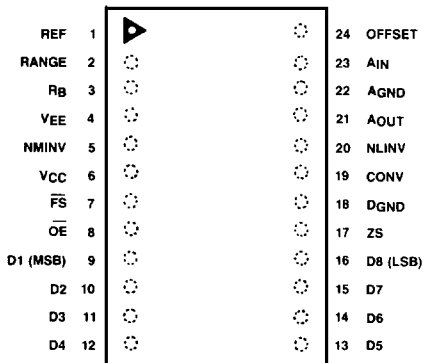 REF 1 24 OFFSET
RANGE 2 23 AIN
RB 3 22 AGND
VEE 4 21 AOUT
NMINV 5 20 NLINV
VCC 6 19 CONV
F̅S̅ 7 18 DGND
O̅E̅ 8 17 ZS
D1 (MSB) 9 16 D8 (LSB)
D2 10 15 D7
D3 11 14 D6
D4 12 13 D5